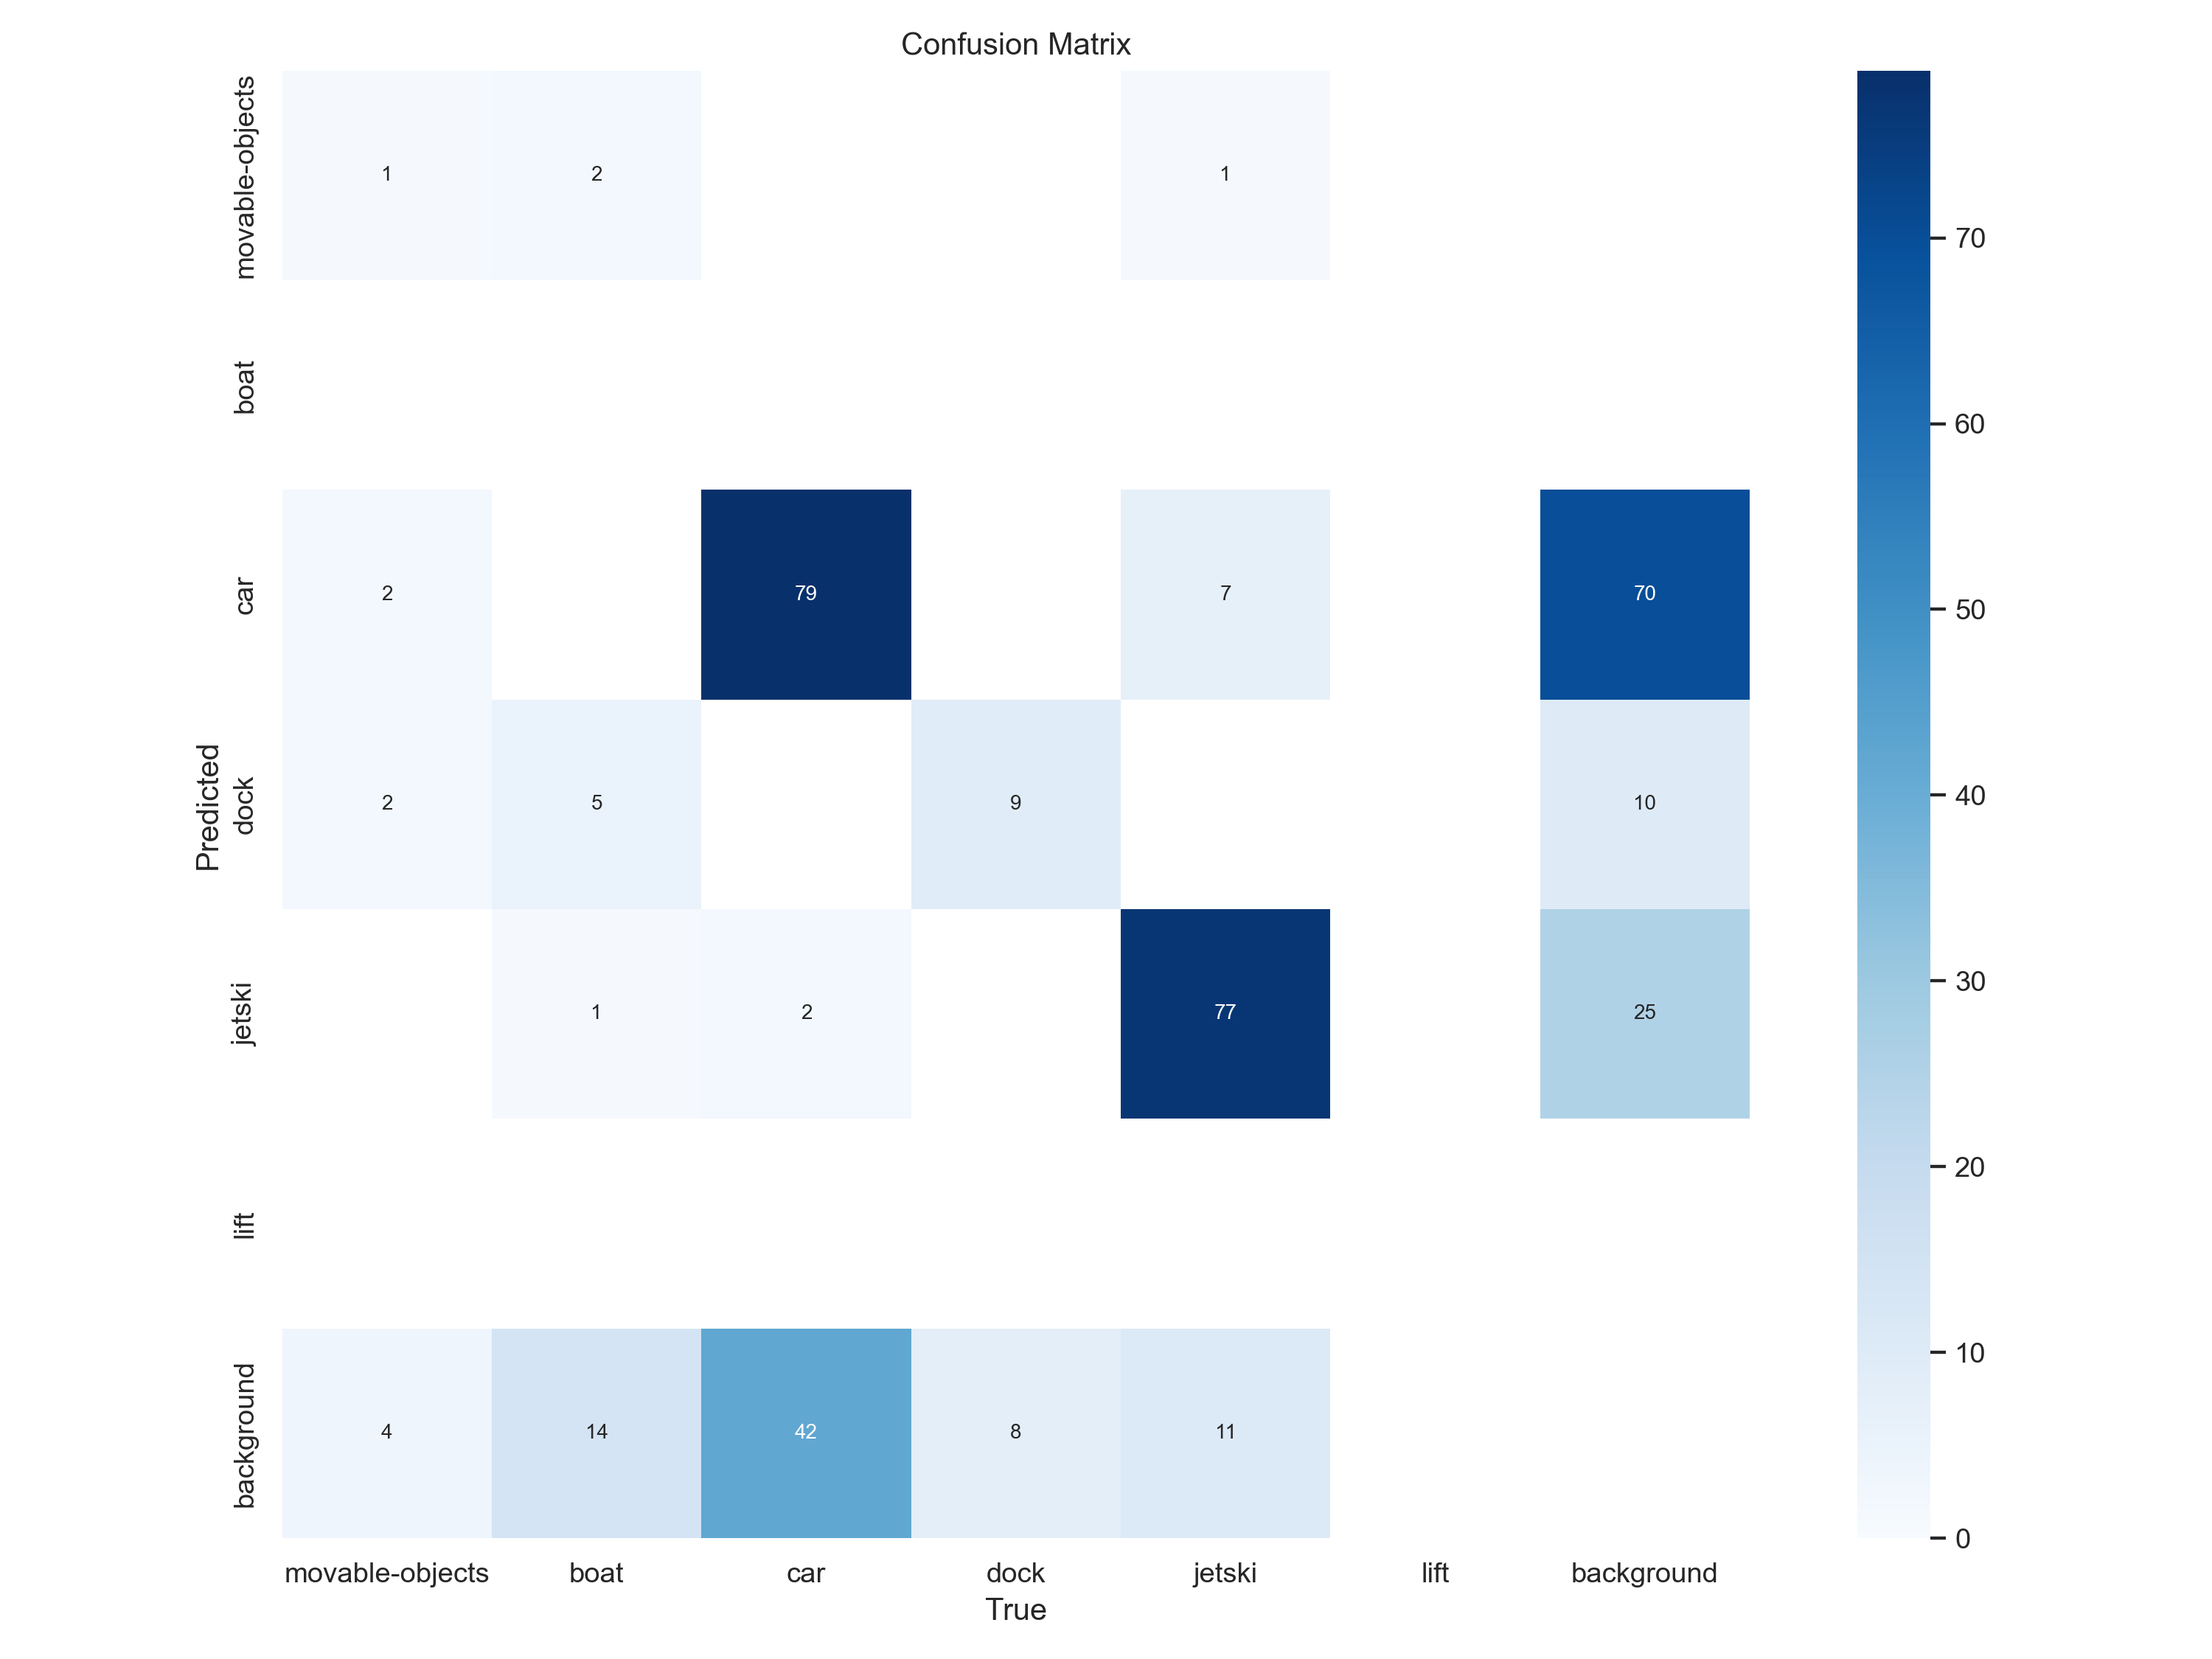 Confusion Matrix
movable-objects
1 2 1
boat
car
2 79 7 70
Predicted
dock
2 5 9 10
jetski
1 2 77 25
lift
background
4 14 42 8 11
movable-objects boat car dock jetski lift background
True
70
60
50
40
30
20
10
0